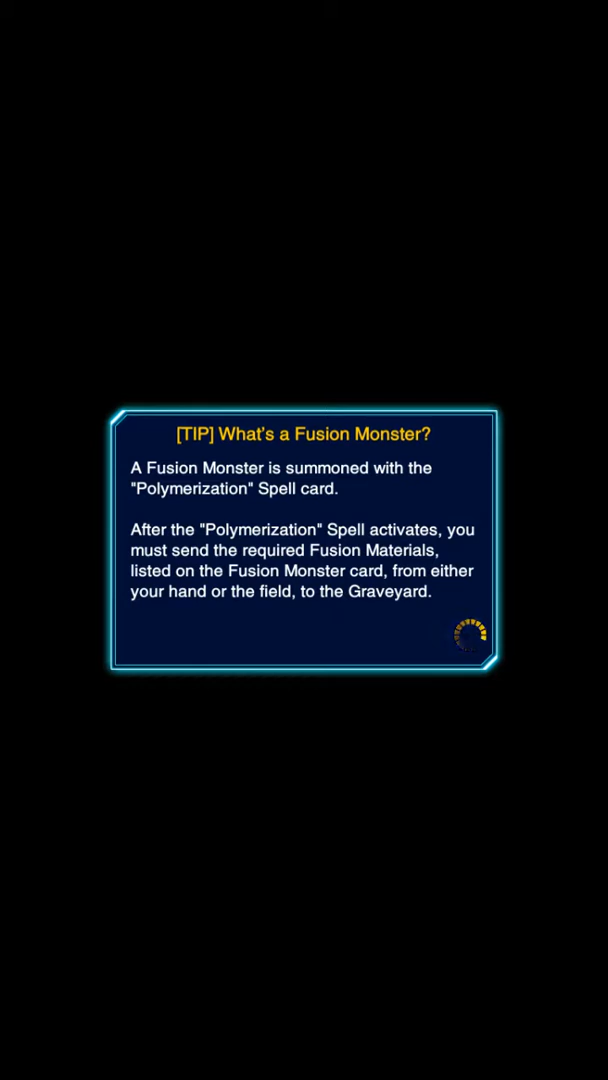 [TIP] What's a Fusion Monster?
A Fusion Monster is summoned with the
"Polymerization" Spell card.
After the "Polymerization" Spell activates, you
must send the required Fusion Materials,
listed on the Fusion Monster card, from either
your hand or the field, to the Graveyard.